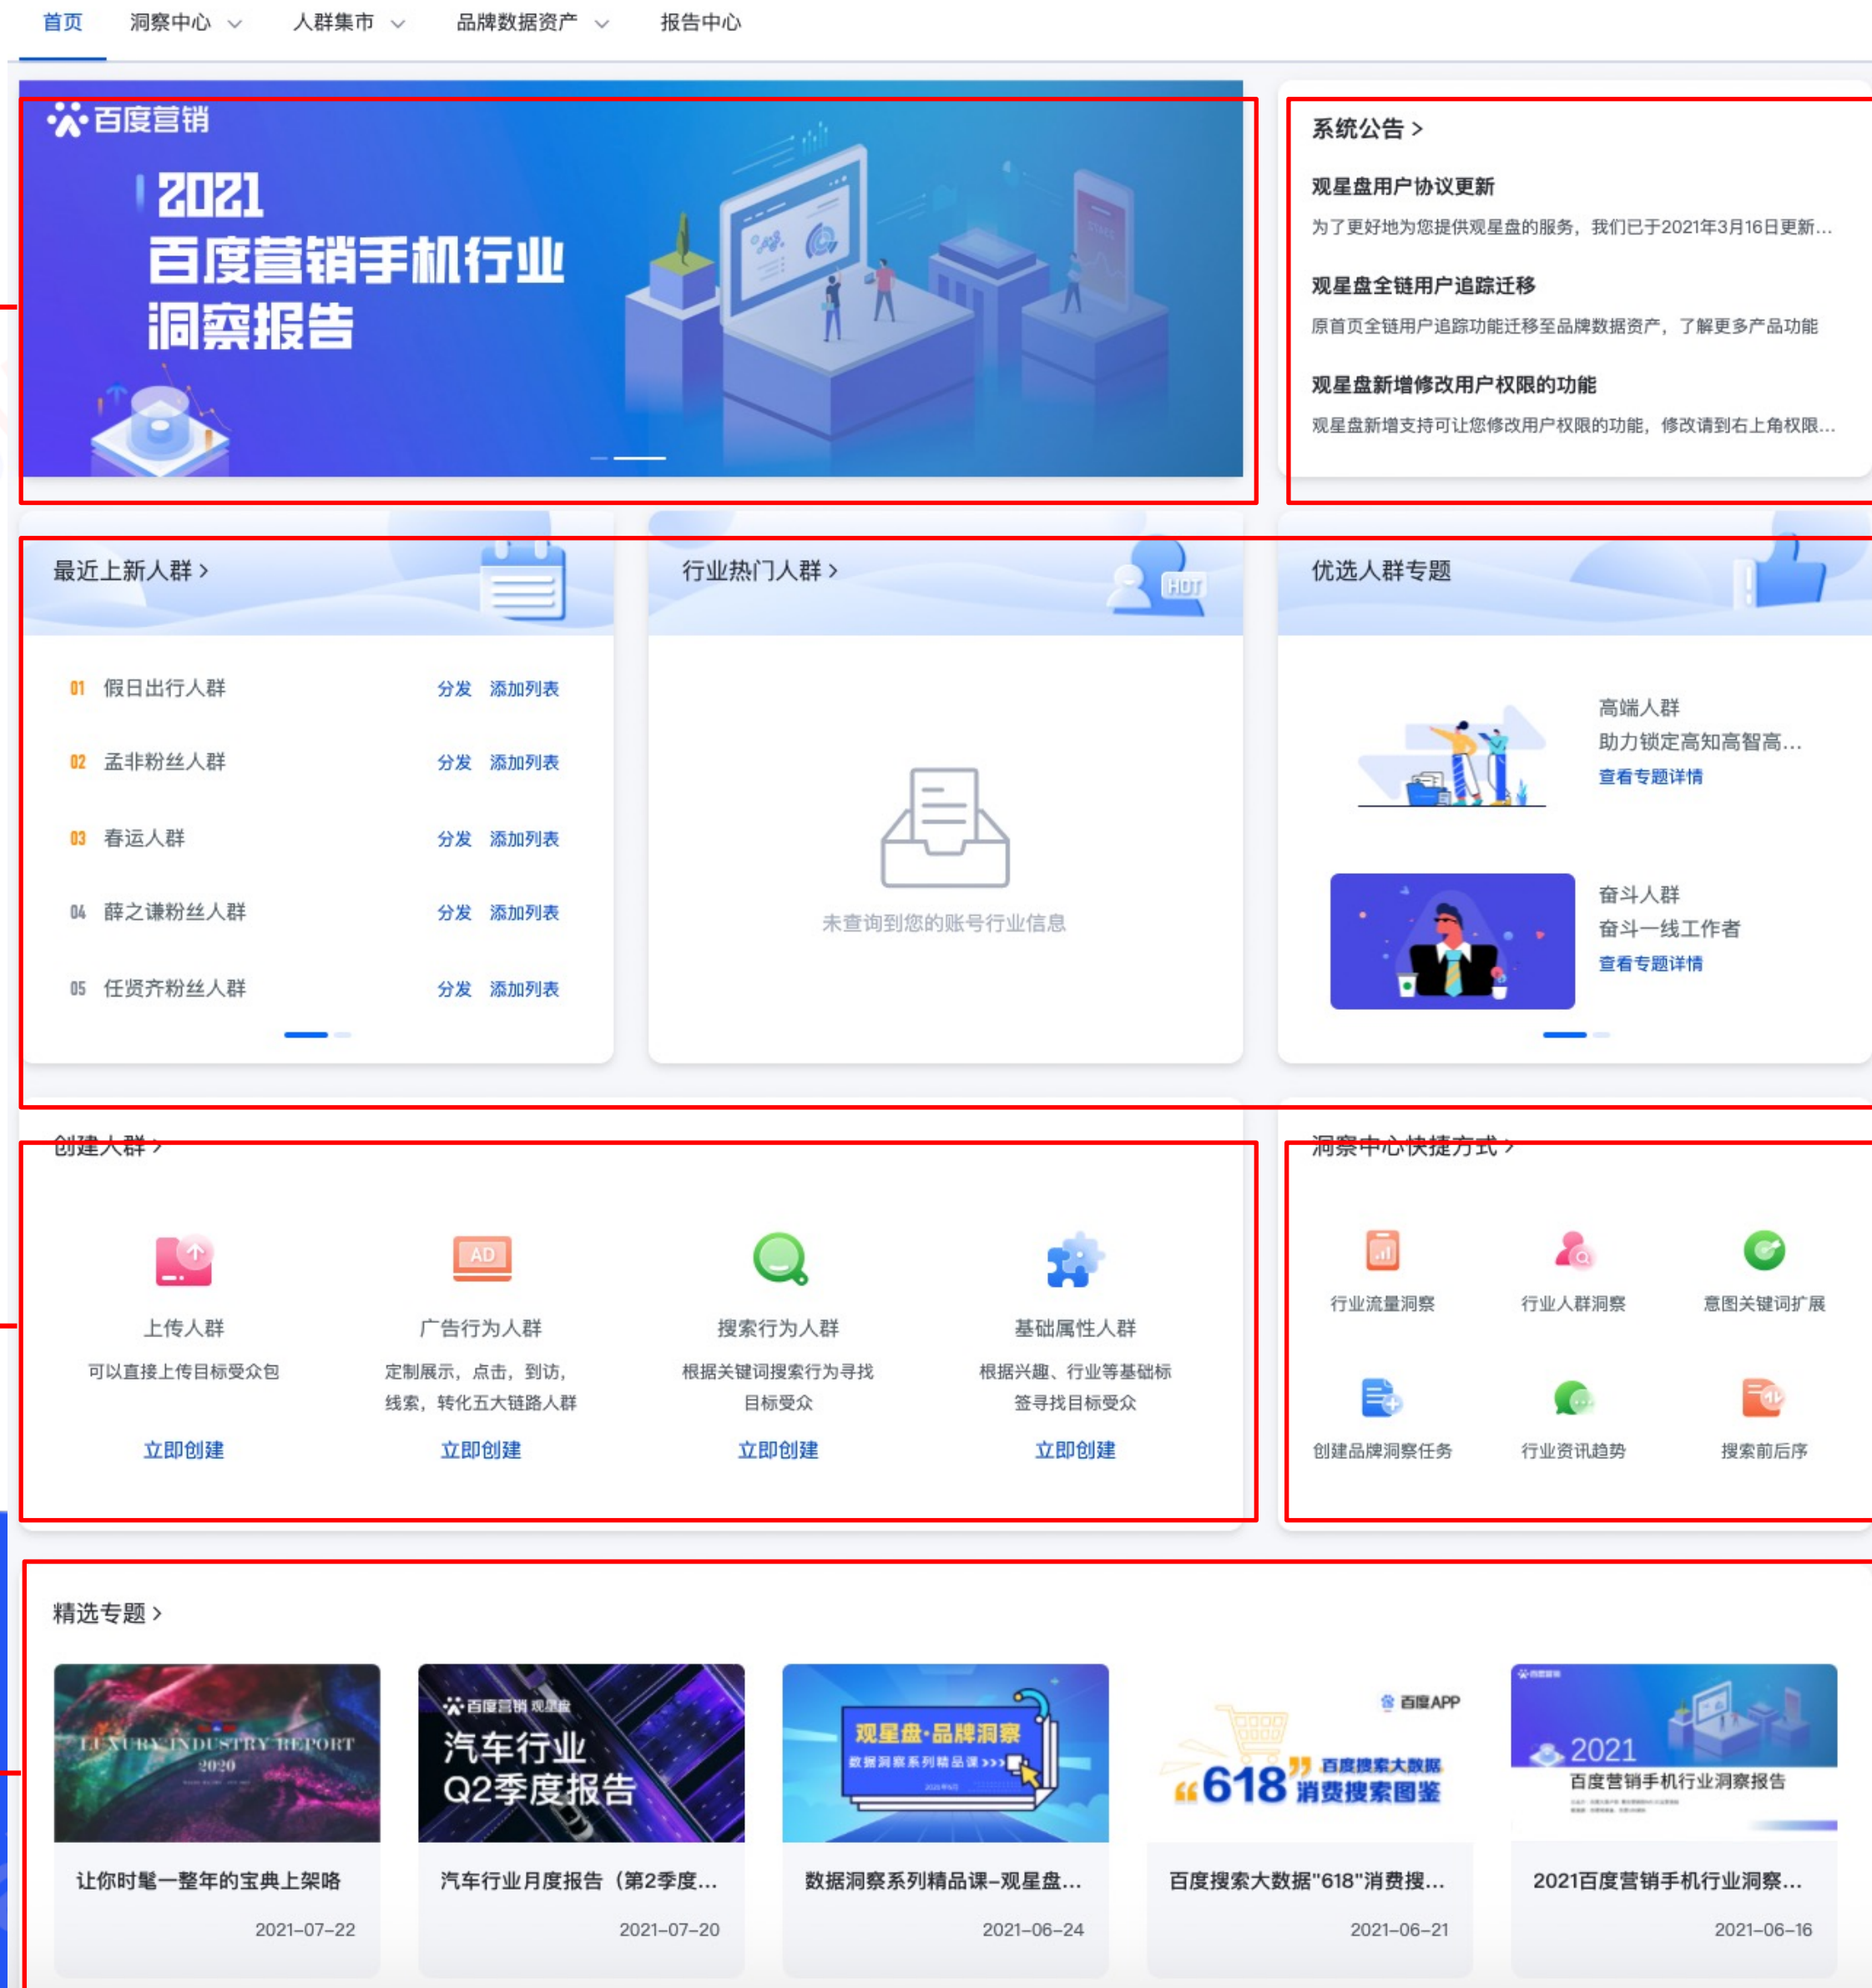 首页 洞察中心 人群集市 品牌数据资产 报告中心
百度营销
2021
百度营销手机行业
洞察报告
系统公告 >
观星盘用户协议更新
为了更好地为您提供观星盘的服务，我们已于2021年3月16日更新...
观星盘全链用户追踪迁移
原首页全链用户追踪功能迁移至品牌数据资产，了解更多产品功能
观星盘新增修改用户权限的功能
观星盘新增支持可让您修改用户权限的功能，修改请到右上角权限...
最近上新人群 >
01 假日出行人群 分发 添加列表
02 孟非粉丝人群 分发 添加列表
03 春运人群 分发 添加列表
04 薛之谦粉丝人群 分发 添加列表
05 任贤齐粉丝人群 分发 添加列表
行业热门人群 >
HOT
未查询到您的账号行业信息
优选人群专题
高端人群
助力锁定高知高智高...
查看专题详情
奋斗人群
奋斗一线工作者
查看专题详情
创建人群 >
上传人群
可以直接上传目标受众包
立即创建
AD
广告行为人群
定制展示，点击，到访，
线索，转化五大链路人群
立即创建
搜索行为人群
根据关键词搜索行为寻找
目标受众
立即创建
基础属性人群
根据兴趣、行业等基础标
签寻找目标受众
立即创建
洞察中心快捷方式 >
行业流量洞察 行业人群洞察 意图关键词扩展
创建品牌洞察任务 行业资讯趋势 搜索前后序
精选专题 >
LUXURY INDUSTRY REPORT
2020
让你时髦一整年的宝典上架咯
2021-07-22
百度营销 观星盘
汽车行业
Q2季度报告
汽车行业月度报告（第2季度...
2021-07-20
观星盘·品牌洞察
数据洞察系列精品课>>>
2021年6月
数据洞察系列精品课-观星盘...
2021-06-24
百度APP
“618” 百度搜索大数据
消费搜索图鉴
百度搜索大数据"618"消费搜...
2021-06-21
百度营销
2021
百度营销手机行业洞察报告
2021百度营销手机行业洞察...
2021-06-16